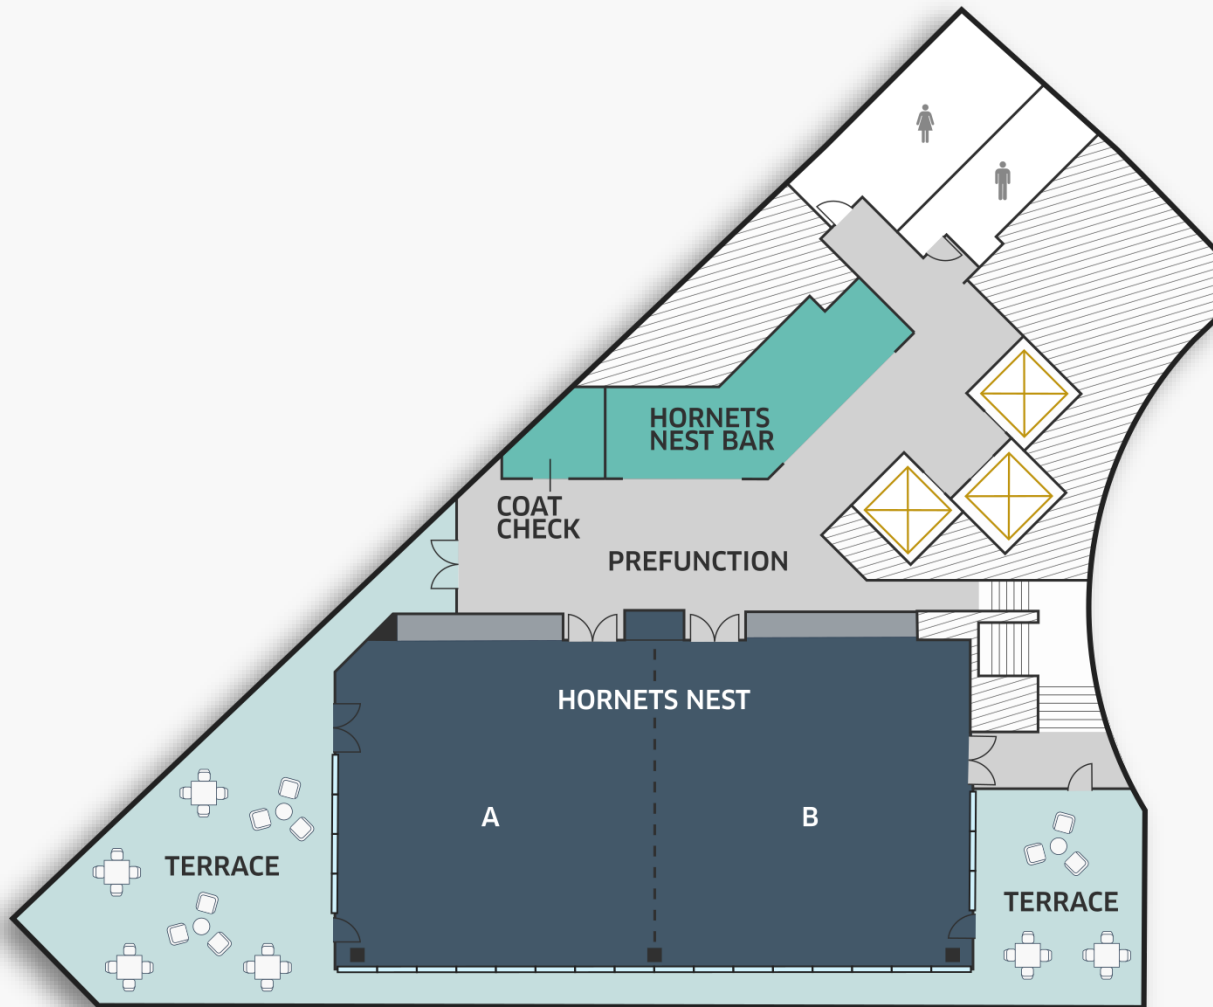 HORNETS
NEST BAR
COAT
CHECK
PREFUNCTION
HORNETS NEST
A
B
TERRACE
TERRACE